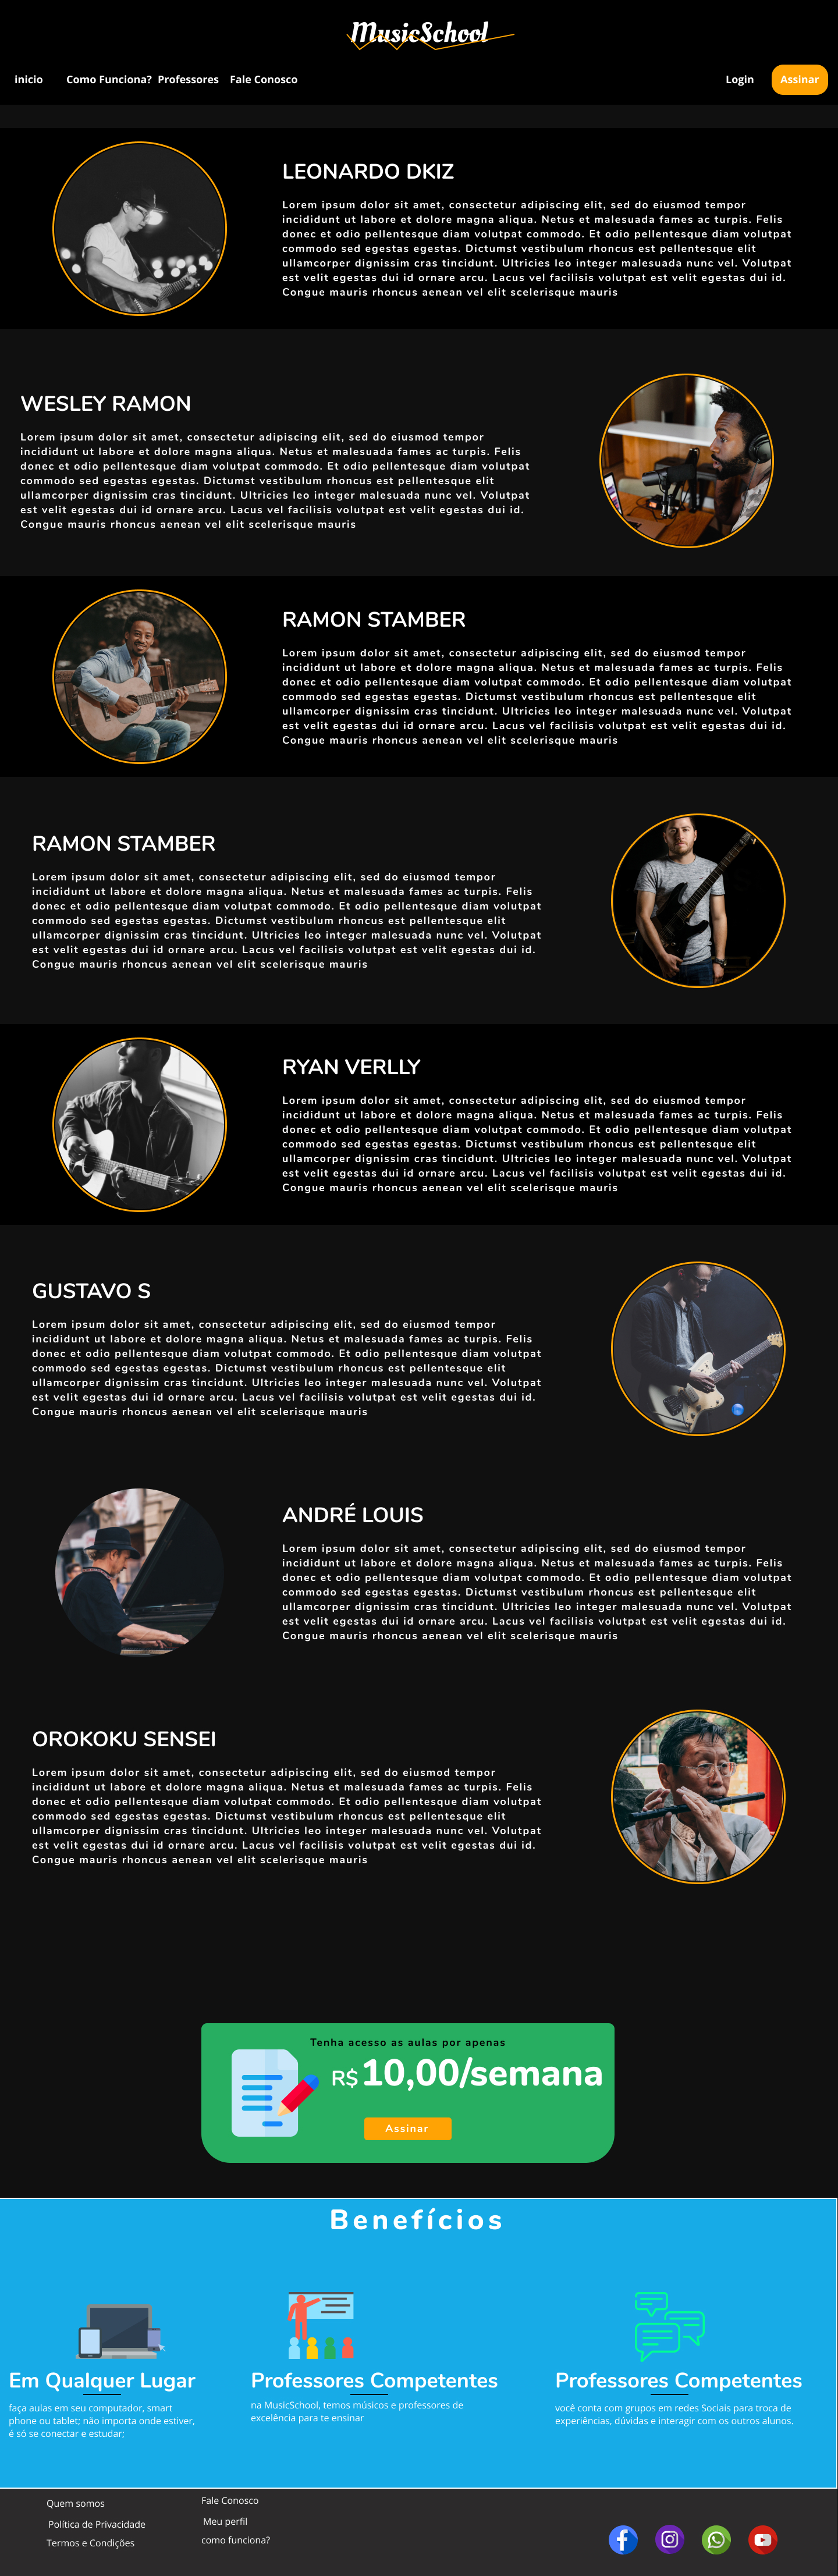 MusicSchool
inicio Como Funciona? Professores Fale Conosco Login Assinar
LEONARDO DKIZ
Lorem ipsum dolor sit amet, consectetur adipiscing elit, sed do eiusmod tempor
incididunt ut labore et dolore magna aliqua. Netus et malesuada fames ac turpis. Felis
donec et odio pellentesque diam volutpat commodo. Et odio pellentesque diam volutpat
commodo sed egestas egestas. Dictumst vestibulum rhoncus est pellentesque elit
ullamcorper dignissim cras tincidunt. Ultricies leo integer malesuada nunc vel. Volutpat
est velit egestas dui id ornare arcu. Lacus vel facilisis volutpat est velit egestas dui id.
Congue mauris rhoncus aenean vel elit scelerisque mauris
WESLEY RAMON
Lorem ipsum dolor sit amet, consectetur adipiscing elit, sed do eiusmod tempor
incididunt ut labore et dolore magna aliqua. Netus et malesuada fames ac turpis. Felis
donec et odio pellentesque diam volutpat commodo. Et odio pellentesque diam volutpat
commodo sed egestas egestas. Dictumst vestibulum rhoncus est pellentesque elit
ullamcorper dignissim cras tincidunt. Ultricies leo integer malesuada nunc vel. Volutpat
est velit egestas dui id ornare arcu. Lacus vel facilisis volutpat est velit egestas dui id.
Congue mauris rhoncus aenean vel elit scelerisque mauris
RAMON STAMBER
Lorem ipsum dolor sit amet, consectetur adipiscing elit, sed do eiusmod tempor
incididunt ut labore et dolore magna aliqua. Netus et malesuada fames ac turpis. Felis
donec et odio pellentesque diam volutpat commodo. Et odio pellentesque diam volutpat
commodo sed egestas egestas. Dictumst vestibulum rhoncus est pellentesque elit
ullamcorper dignissim cras tincidunt. Ultricies leo integer malesuada nunc vel. Volutpat
est velit egestas dui id ornare arcu. Lacus vel facilisis volutpat est velit egestas dui id.
Congue mauris rhoncus aenean vel elit scelerisque mauris
RAMON STAMBER
Lorem ipsum dolor sit amet, consectetur adipiscing elit, sed do eiusmod tempor
incididunt ut labore et dolore magna aliqua. Netus et malesuada fames ac turpis. Felis
donec et odio pellentesque diam volutpat commodo. Et odio pellentesque diam volutpat
commodo sed egestas egestas. Dictumst vestibulum rhoncus est pellentesque elit
ullamcorper dignissim cras tincidunt. Ultricies leo integer malesuada nunc vel. Volutpat
est velit egestas dui id ornare arcu. Lacus vel facilisis volutpat est velit egestas dui id.
Congue mauris rhoncus aenean vel elit scelerisque mauris
RYAN VERLLY
Lorem ipsum dolor sit amet, consectetur adipiscing elit, sed do eiusmod tempor
incididunt ut labore et dolore magna aliqua. Netus et malesuada fames ac turpis. Felis
donec et odio pellentesque diam volutpat commodo. Et odio pellentesque diam volutpat
commodo sed egestas egestas. Dictumst vestibulum rhoncus est pellentesque elit
ullamcorper dignissim cras tincidunt. Ultricies leo integer malesuada nunc vel. Volutpat
est velit egestas dui id ornare arcu. Lacus vel facilisis volutpat est velit egestas dui id.
Congue mauris rhoncus aenean vel elit scelerisque mauris
GUSTAVO S
Lorem ipsum dolor sit amet, consectetur adipiscing elit, sed do eiusmod tempor
incididunt ut labore et dolore magna aliqua. Netus et malesuada fames ac turpis. Felis
donec et odio pellentesque diam volutpat commodo. Et odio pellentesque diam volutpat
commodo sed egestas egestas. Dictumst vestibulum rhoncus est pellentesque elit
ullamcorper dignissim cras tincidunt. Ultricies leo integer malesuada nunc vel. Volutpat
est velit egestas dui id ornare arcu. Lacus vel facilisis volutpat est velit egestas dui id.
Congue mauris rhoncus aenean vel elit scelerisque mauris
ANDRÉ LOUIS
Lorem ipsum dolor sit amet, consectetur adipiscing elit, sed do eiusmod tempor
incididunt ut labore et dolore magna aliqua. Netus et malesuada fames ac turpis. Felis
donec et odio pellentesque diam volutpat commodo. Et odio pellentesque diam volutpat
commodo sed egestas egestas. Dictumst vestibulum rhoncus est pellentesque elit
ullamcorper dignissim cras tincidunt. Ultricies leo integer malesuada nunc vel. Volutpat
est velit egestas dui id ornare arcu. Lacus vel facilisis volutpat est velit egestas dui id.
Congue mauris rhoncus aenean vel elit scelerisque mauris
OROKOKU SENSEI
Lorem ipsum dolor sit amet, consectetur adipiscing elit, sed do eiusmod tempor
incididunt ut labore et dolore magna aliqua. Netus et malesuada fames ac turpis. Felis
donec et odio pellentesque diam volutpat commodo. Et odio pellentesque diam volutpat
commodo sed egestas egestas. Dictumst vestibulum rhoncus est pellentesque elit
ullamcorper dignissim cras tincidunt. Ultricies leo integer malesuada nunc vel. Volutpat
est velit egestas dui id ornare arcu. Lacus vel facilisis volutpat est velit egestas dui id.
Congue mauris rhoncus aenean vel elit scelerisque mauris
Tenha acesso as aulas por apenas
R$ 10,00/semana
Assinar
Benefícios
Em Qualquer Lugar
faça aulas em seu computador, smart
phone ou tablet; não importa onde estiver,
é só se conectar e estudar;
Professores Competentes
na MusicSchool, temos músicos e professores de
excelência para te ensinar
Professores Competentes
você conta com grupos em redes Sociais para troca de
experiências, dúvidas e interagir com os outros alunos.
Quem somos
Política de Privacidade
Termos e Condições
Fale Conosco
Meu perfil
como funciona?